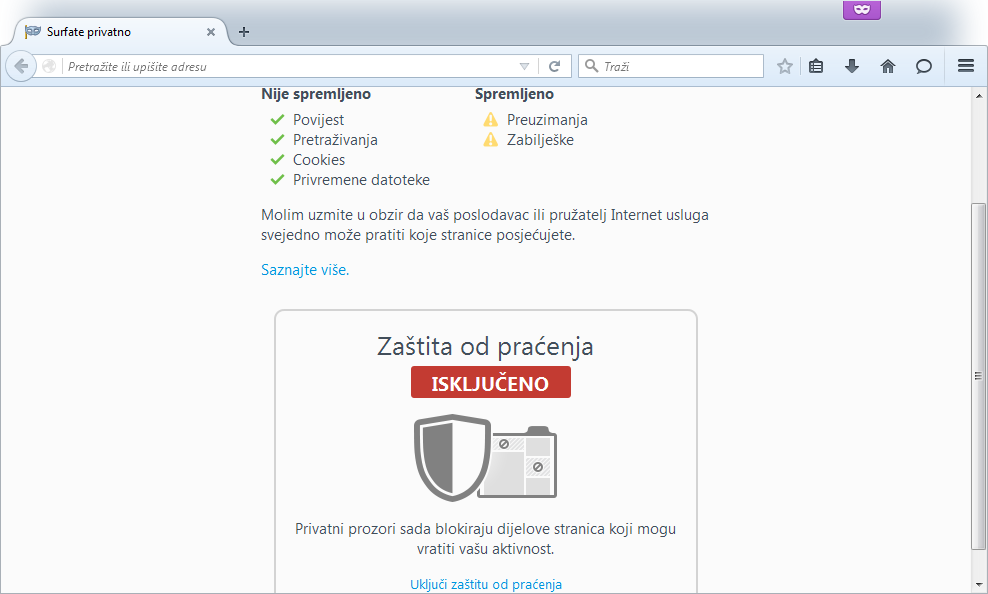 Surfate privatno
Pretražite ili upišite adresu
Traži
Nije spremljeno
Povijest
Pretraživanja
Cookies
Privremene datoteke
Spremljeno
Preuzimanja
Zabilješke
Molim uzmite u obzir da vaš poslodavac ili pružatelj Internet usluga
svejedno može pratiti koje stranice posjećujete.
Saznajte više.
Zaštita od praćenja
ISKLJUČENO
Privatni prozori sada blokiraju dijelove stranica koji mogu
vratiti vašu aktivnost.
Uključi zaštitu od praćenja